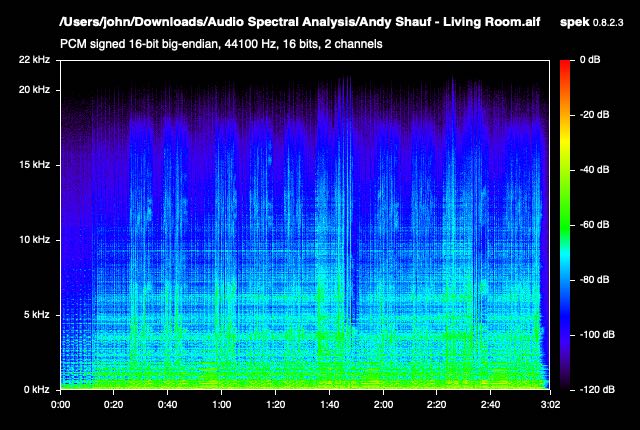 /Users/john/Downloads/Audio Spectral Analysis/Andy Shauf - Living Room.aif
spek 0.8.2.3
PCM signed 16-bit big-endian, 44100 Hz, 16 bits, 2 channels
22 kHz
20 kHz
15 kHz
10 kHz
5 kHz
0 kHz
0:00
0:20
0:40
1:00
1:20
1:40
2:00
2:20
2:40
3:02
0 dB
-20 dB
-40 dB
-60 dB
-80 dB
-100 dB
-120 dB